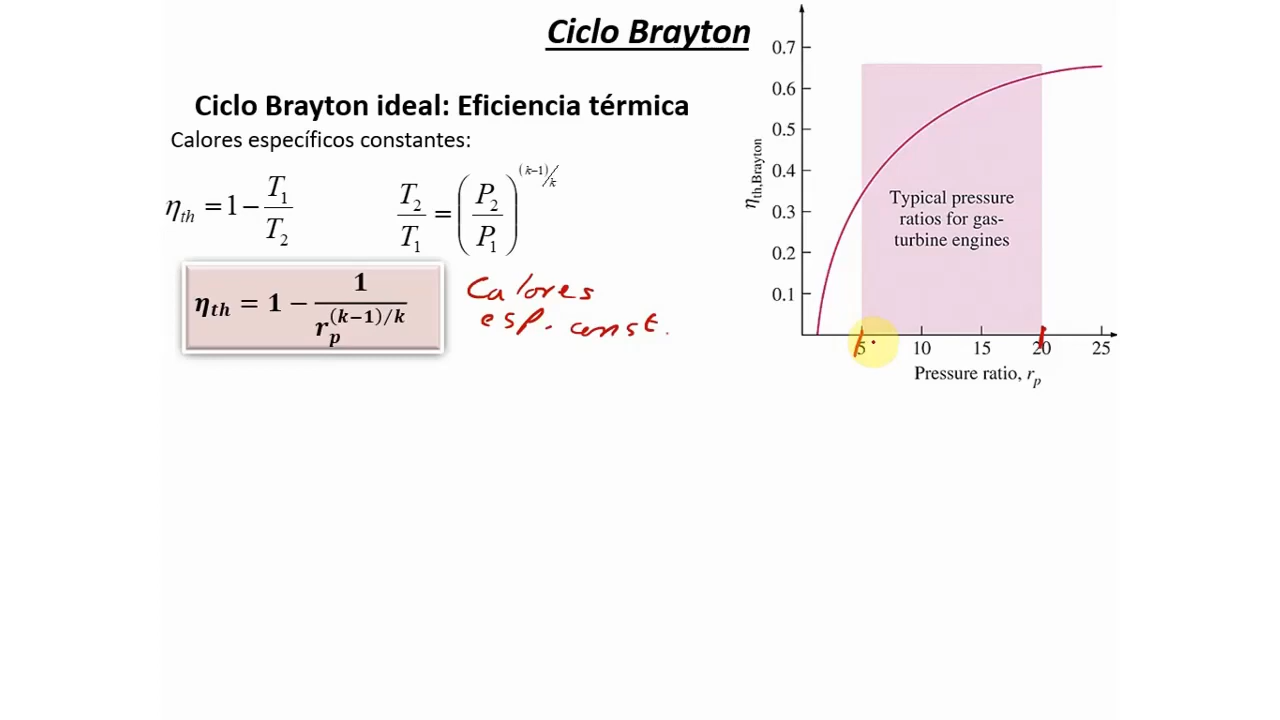 Ciclo Brayton
Ciclo Brayton ideal: Eficiencia térmica
Calores específicos constantes:
η_th = 1 − T_1/T_2
T_2/T_1 = (P_2/P_1)^((k−1)/k)
η_th = 1 − 1/r_p^((k−1)/k)
Calores
esp. const.
η_th,Brayton
0.7
0.6
0.5
0.4
0.3
0.2
0.1
Typical pressure
ratios for gas-
turbine engines
5 10 15 20 25
Pressure ratio, r_p